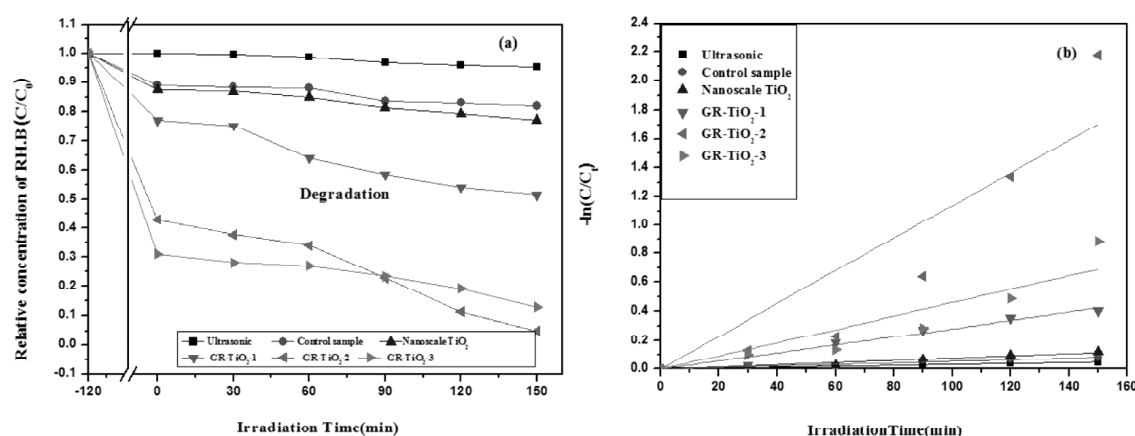 (a)
Relative concentration of RH.B(C/C₀)
1.1
1.0
0.9
0.8
0.7
0.6
0.5
0.4
0.3
0.2
0.1
0.0
-0.1
Degradation
Ultrasonic
Control sample
Nanoscale TiO₂
GR-TiO₂-1
GR-TiO₂-2
GR-TiO₂-3
-120
0
30
60
90
120
150
Irradiation Time(min)
(b)
-ln(C/Cᵢ)
2.4
2.2
2.0
1.8
1.6
1.4
1.2
1.0
0.8
0.6
0.4
0.2
0.0
Ultrasonic
Control sample
Nanoscale TiO₂
GR-TiO₂-1
GR-TiO₂-2
GR-TiO₂-3
0
20
40
60
80
100
120
140
160
IrradiationTime(min)